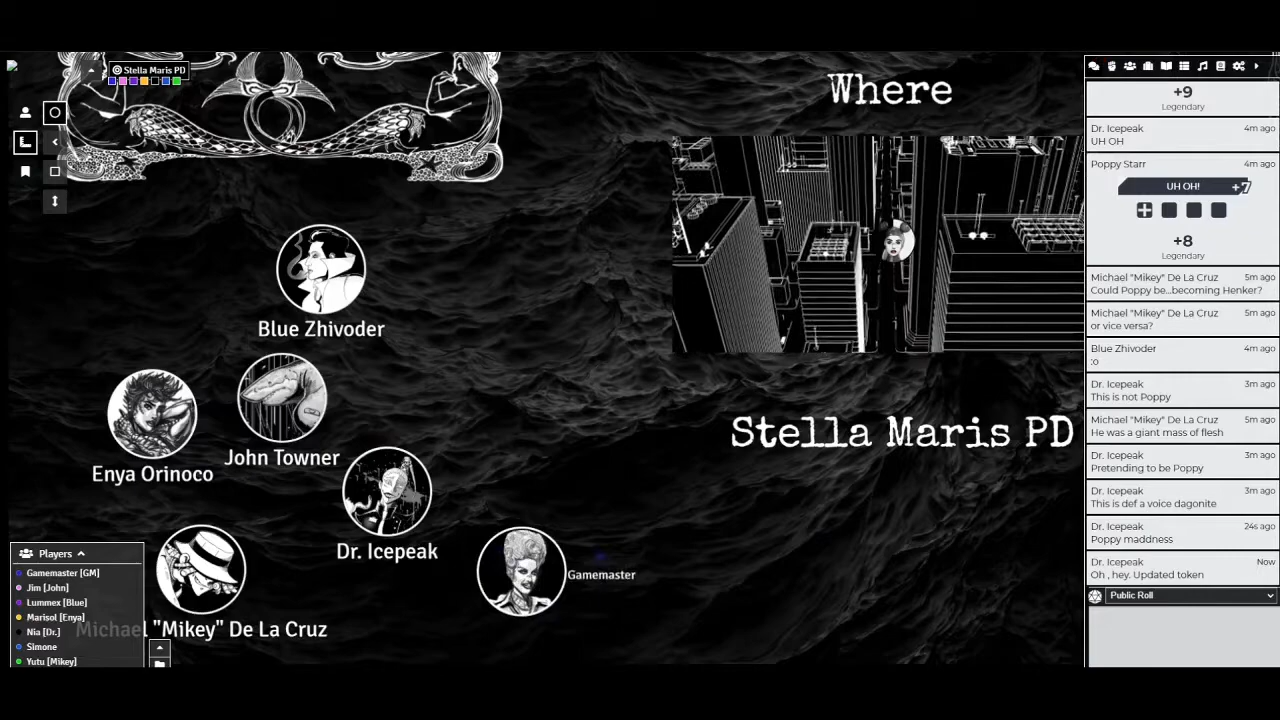 Stella Maris PD
Where
Stella Maris PD
Blue Zhivoder
John Towner
Enya Orinoco
Dr. Icepeak
Gamemaster
Michael "Mikey" De La Cruz
Players
Gamemaster [GM]
Jim [John]
Lummex [Blue]
Marisol [Enya]
Nia [Dr.]
Simone
Yutu [Mikey]
+9
Legendary
Dr. Icepeak 4m ago
UH OH
Poppy Starr 4m ago
UH OH! +7
+8
Legendary
Michael "Mikey" De La Cruz 5m ago
Could Poppy be...becoming Henker?
Michael "Mikey" De La Cruz 5m ago
or vice versa?
Blue Zhivoder 4m ago
:o
Dr. Icepeak 3m ago
This is not Poppy
Michael "Mikey" De La Cruz 5m ago
He was a giant mass of flesh
Dr. Icepeak 3m ago
Pretending to be Poppy
Dr. Icepeak 3m ago
This is def a voice dagonite
Dr. Icepeak 24s ago
Poppy maddness
Dr. Icepeak Now
Oh , hey. Updated token
Public Roll